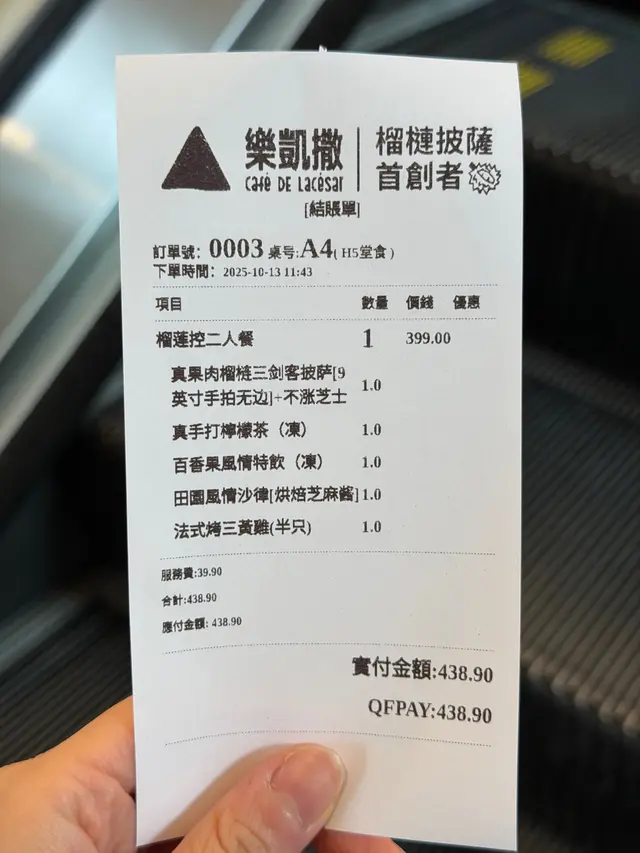 樂凱撒
Café DE Lacésar
榴槤披薩
首創者
[結賬單]
訂單號：0003 桌号:A4( H5堂食 )
下單時間： 2025-10-13 11:43
項目 數量 價錢 優惠
榴莲控二人餐 1 399.00
真果肉榴梿三剑客披萨[9
英寸手拍无边]+不涨芝士 1.0
真手打檸檬茶（凍） 1.0
百香果風情特飲（凍） 1.0
田園風情沙律[烘焙芝麻酱] 1.0
法式烤三黃雞(半只) 1.0
服務費:39.90
合計:438.90
應付金額: 438.90
實付金額:438.90
QFPAY:438.90